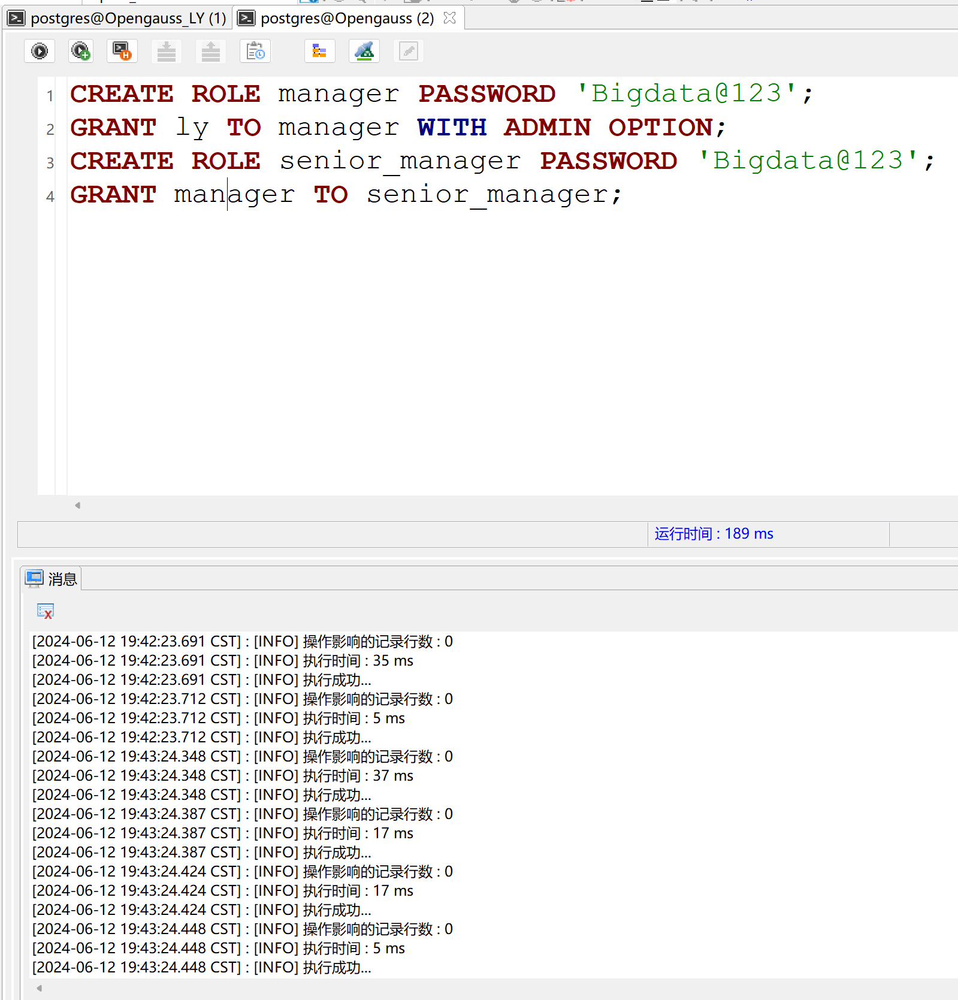 postgres@Opengauss_LY (1) postgres@Opengauss (2)
1 CREATE ROLE manager PASSWORD 'Bigdata@123';
2 GRANT ly TO manager WITH ADMIN OPTION;
3 CREATE ROLE senior_manager PASSWORD 'Bigdata@123';
4 GRANT manager TO senior_manager;
运行时间 : 189 ms
消息
[2024-06-12 19:42:23.691 CST] : [INFO] 操作影响的记录行数 : 0
[2024-06-12 19:42:23.691 CST] : [INFO] 执行时间 : 35 ms
[2024-06-12 19:42:23.691 CST] : [INFO] 执行成功...
[2024-06-12 19:42:23.712 CST] : [INFO] 操作影响的记录行数 : 0
[2024-06-12 19:42:23.712 CST] : [INFO] 执行时间 : 5 ms
[2024-06-12 19:42:23.712 CST] : [INFO] 执行成功...
[2024-06-12 19:43:24.348 CST] : [INFO] 操作影响的记录行数 : 0
[2024-06-12 19:43:24.348 CST] : [INFO] 执行时间 : 37 ms
[2024-06-12 19:43:24.348 CST] : [INFO] 执行成功...
[2024-06-12 19:43:24.387 CST] : [INFO] 操作影响的记录行数 : 0
[2024-06-12 19:43:24.387 CST] : [INFO] 执行时间 : 17 ms
[2024-06-12 19:43:24.387 CST] : [INFO] 执行成功...
[2024-06-12 19:43:24.424 CST] : [INFO] 操作影响的记录行数 : 0
[2024-06-12 19:43:24.424 CST] : [INFO] 执行时间 : 17 ms
[2024-06-12 19:43:24.424 CST] : [INFO] 执行成功...
[2024-06-12 19:43:24.448 CST] : [INFO] 操作影响的记录行数 : 0
[2024-06-12 19:43:24.448 CST] : [INFO] 执行时间 : 5 ms
[2024-06-12 19:43:24.448 CST] : [INFO] 执行成功...